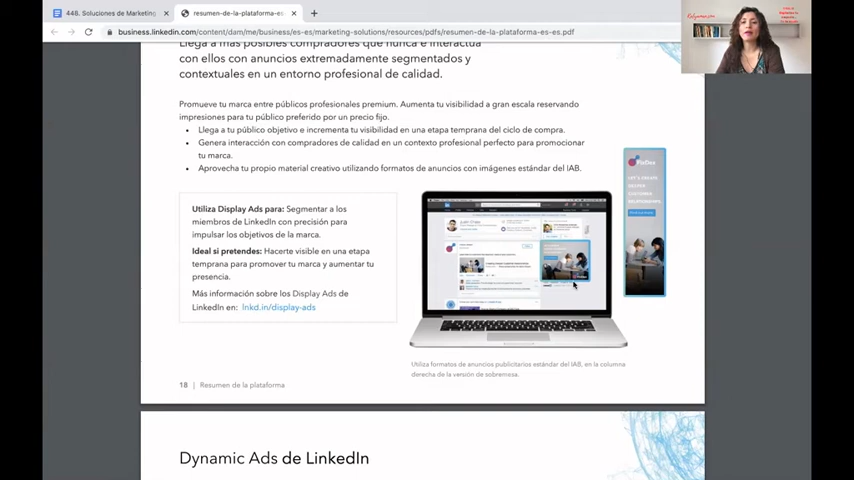 448. Soluciones de Marketing
resumen-de-la-plataforma-es-e
business.linkedin.com/content/dam/me/business/es-es/marketing-solutions/resources/pdfs/resumen-de-la-plataforma-es-es.pdf
Llega a más posibles compradores que nunca e interactúa
con ellos con anuncios extremadamente segmentados y
contextuales en un entorno profesional de calidad.
Promueve tu marca entre públicos profesionales premium. Aumenta tu visibilidad a gran escala reservando
impresiones para tu público preferido por un precio fijo.
• Llega a tu público objetivo e incrementa tu visibilidad en una etapa temprana del ciclo de compra.
• Genera interacción con compradores de calidad en un contexto profesional perfecto para promocionar
tu marca.
• Aprovecha tu propio material creativo utilizando formatos de anuncios con imágenes estándar del IAB.
Utiliza Display Ads para: Segmentar a los
miembros de LinkedIn con precisión para
impulsar los objetivos de la marca.
Ideal si pretendes: Hacerte visible en una etapa
temprana para promover tu marca y aumentar tu
presencia.
Más información sobre los Display Ads de
LinkedIn en: lnkd.in/display-ads
FixDex
Utiliza formatos de anuncios publicitarios estándar del IAB, en la columna
derecha de la versión de sobremesa.
18 | Resumen de la plataforma
Dynamic Ads de LinkedIn